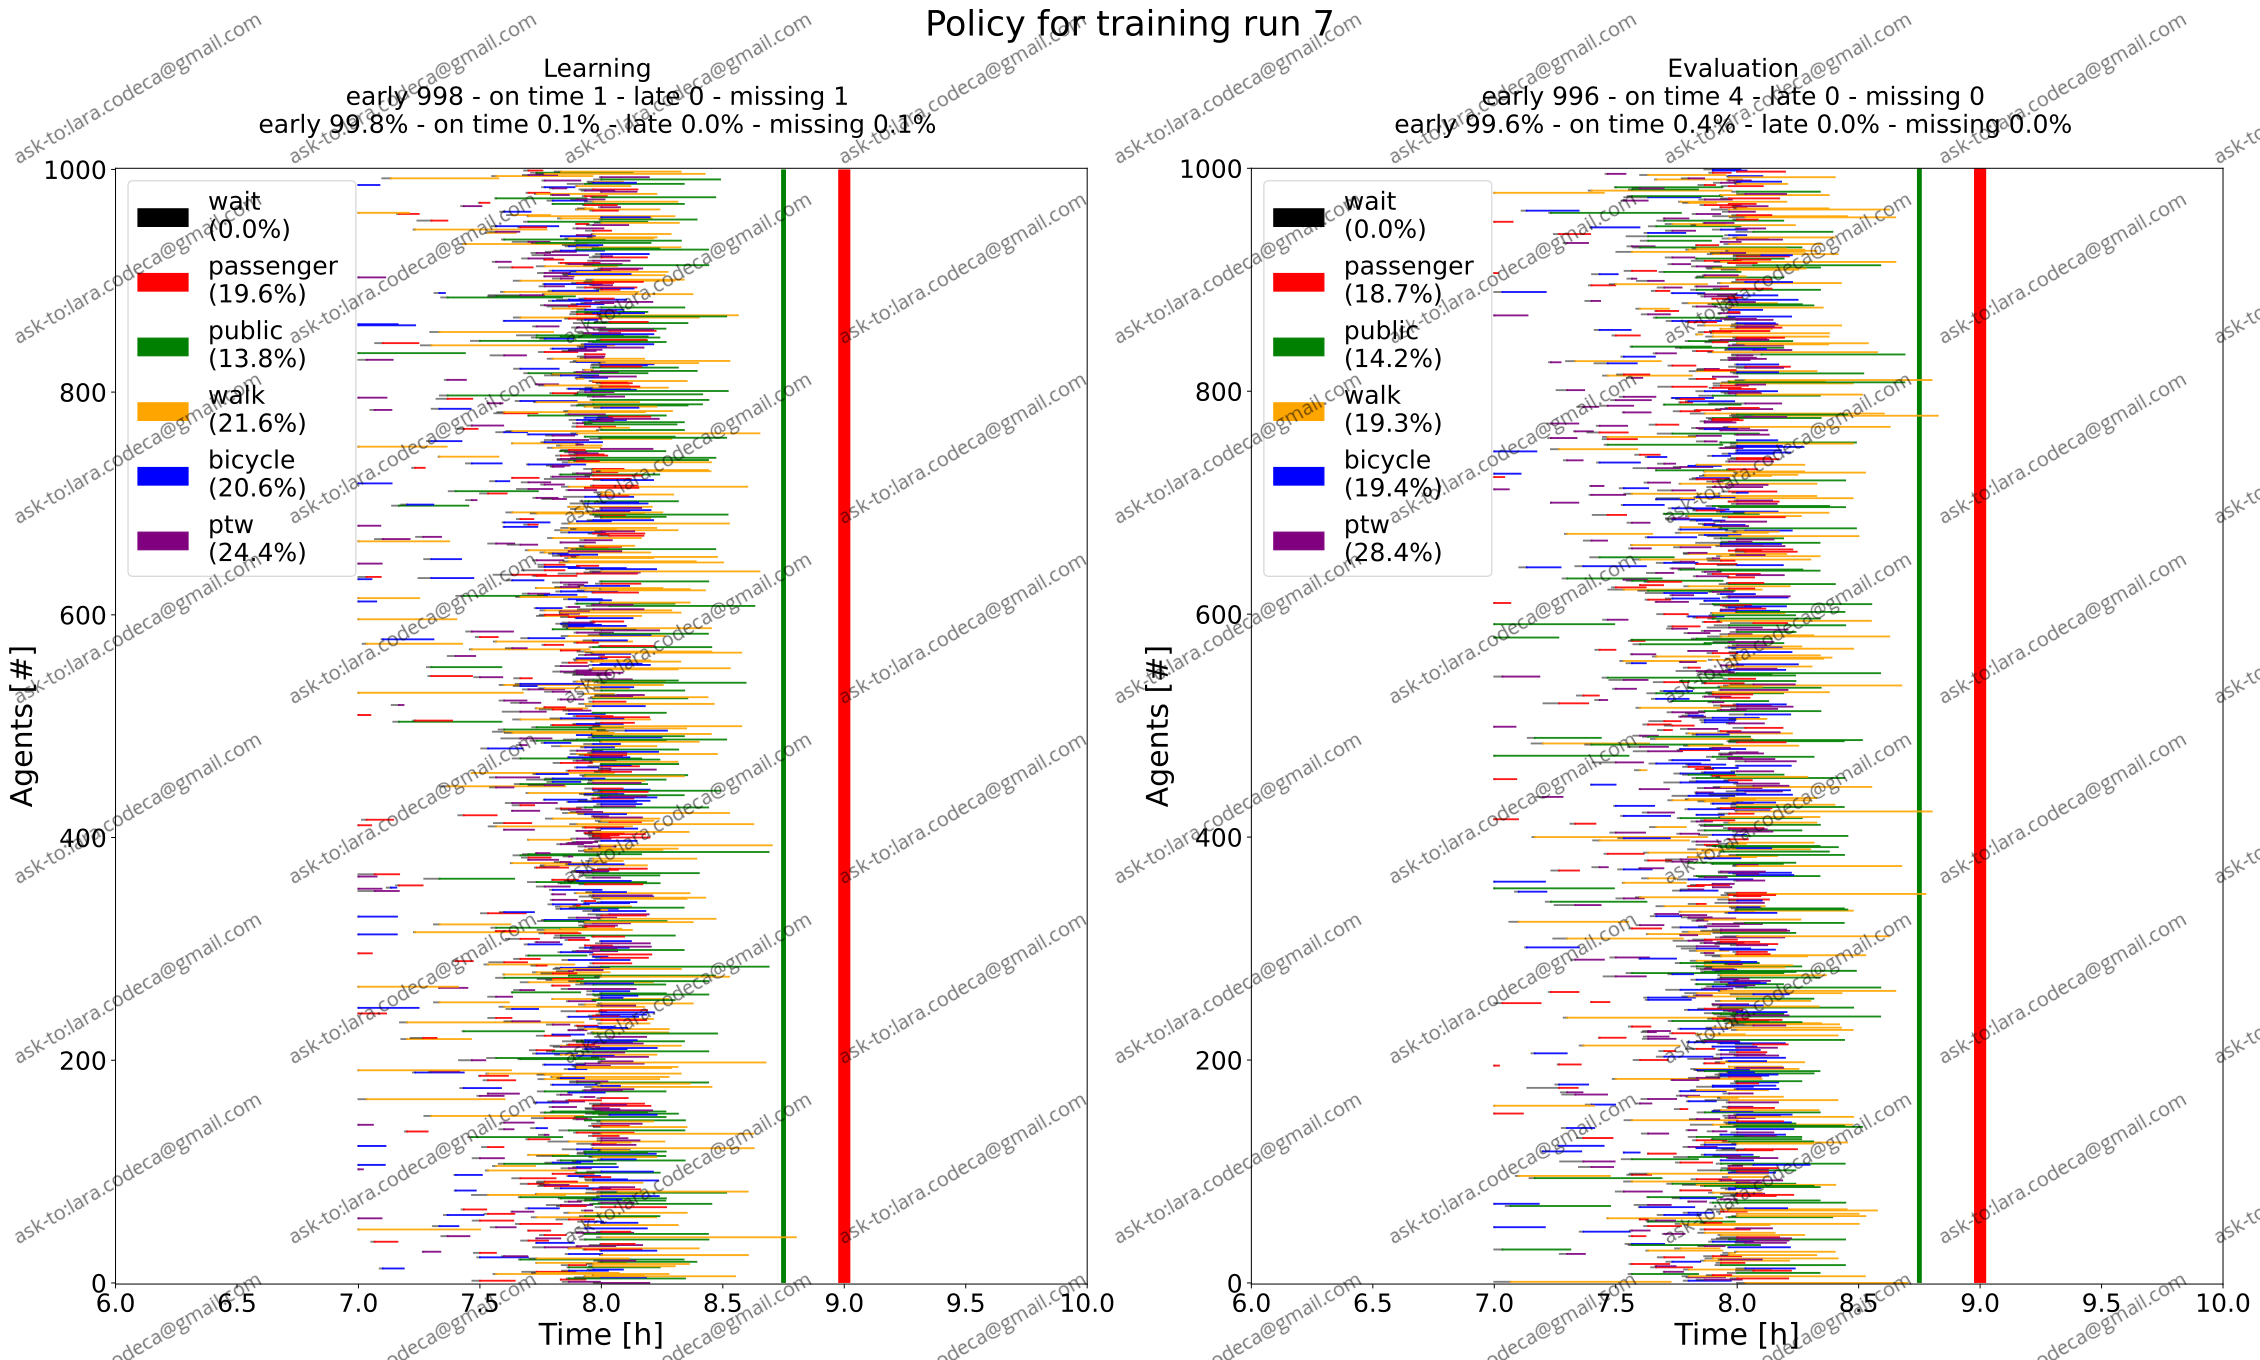 Policy for training run 7
Learning
early 998 - on time 1 - late 0 - missing 1
early 99.8% - on time 0.1% - late 0.0% - missing 0.1%
1000
800
600
400
200
0
Agents [#]
wait
(0.0%)
passenger
(19.6%)
public
(13.8%)
walk
(21.6%)
bicycle
(20.6%)
ptw
(24.4%)
6.0 6.5 7.0 7.5 8.0 8.5 9.0 9.5 10.0
Time [h]
Evaluation
early 996 - on time 4 - late 0 - missing 0
early 99.6% - on time 0.4% - late 0.0% - missing 0.0%
1000
800
600
400
200
0
Agents [#]
wait
(0.0%)
passenger
(18.7%)
public
(14.2%)
walk
(19.3%)
bicycle
(19.4%)
ptw
(28.4%)
6.0 6.5 7.0 7.5 8.0 8.5 9.0 9.5 10.0
Time [h]
ask-to:lara.codeca@gmail.com